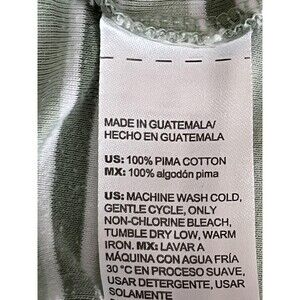 MADE IN GUATEMALA/
HECHO EN GUATEMALA
US: 100% PIMA COTTON
MX: 100% algodón pima
US: MACHINE WASH COLD,
GENTLE CYCLE, ONLY
NON-CHLORINE BLEACH,
TUMBLE DRY LOW, WARM
IRON. MX: LAVAR A
MÁQUINA CON AGUA FRÍA
30 °C EN PROCESO SUAVE,
USAR DETERGENTE, USAR
SOLAMENTE